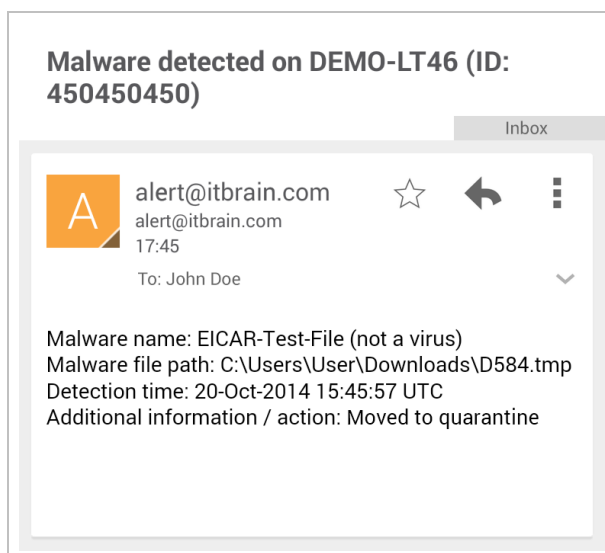 Malware detected on DEMO-LT46 (ID:
450450450)
Inbox
A
alert@itbrain.com
alert@itbrain.com
17:45
To: John Doe
Malware name: EICAR-Test-File (not a virus)
Malware file path: C:\Users\User\Downloads\D584.tmp
Detection time: 20-Oct-2014 15:45:57 UTC
Additional information / action: Moved to quarantine